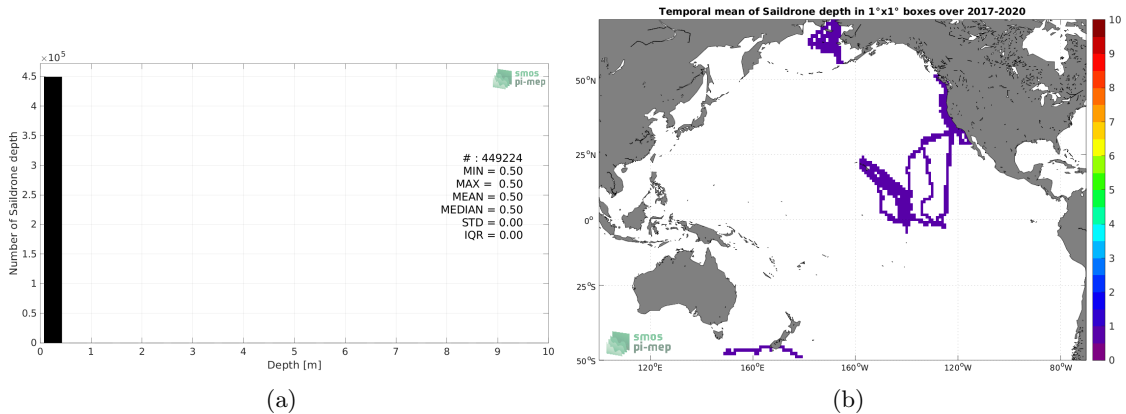 ×10⁵
4.5
4
3.5
3
2.5
2
1.5
1
0.5
0
Number of Saildrone depth
smos
pi-mep
# : 449224
MIN = 0.50
MAX = 0.50
MEAN = 0.50
MEDIAN = 0.50
STD = 0.00
IQR = 0.00
0 1 2 3 4 5 6 7 8 9 10
Depth [m]
(a)
Temporal mean of Saildrone depth in 1°x1° boxes over 2017-2020
50°N
25°N
0°
25°S
50°S
smos
pi-mep
120°E 160°E 160°W 120°W 80°W
10
9
8
7
6
5
4
3
2
1
0
(b)